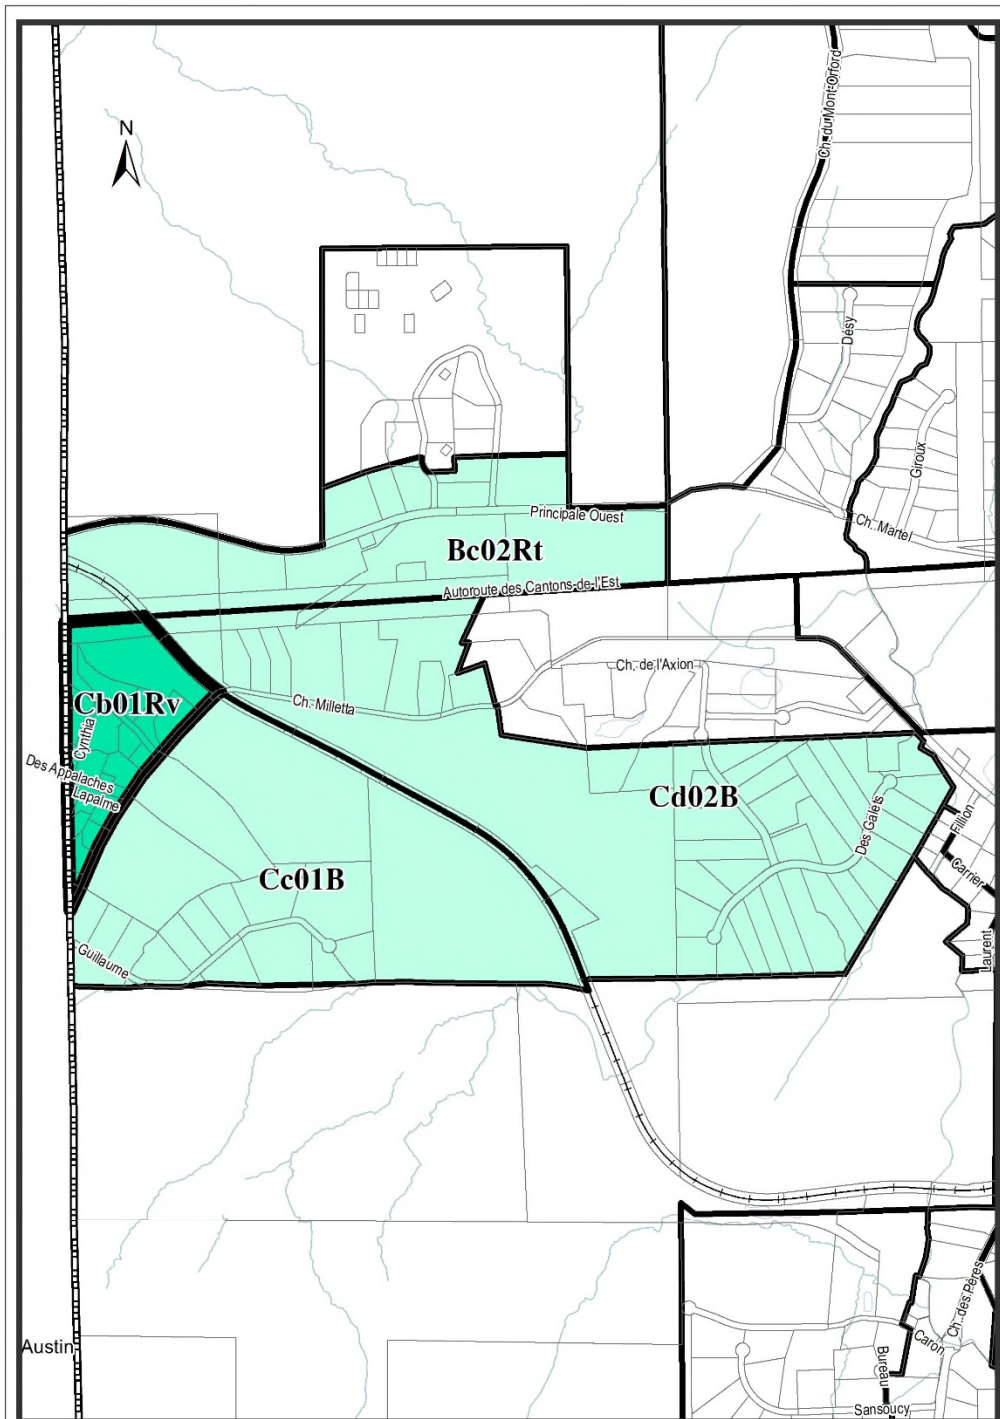 N
Ch. du Mont-Orford
Désy
Giroux
Principale Ouest
Ch. Martel
Bc02Rt
Autoroute des Cantons-de-l'Est
Ch. de l'Axion
Cb01Rv
Cynthia
Ch. Milletta
Des Appalaches
Lapalme
Cd02B
Des Galets
Fillion
Carrier
Cc01B
Laurent
Guillaume
Ch. des Pères
Austin
Caron
Bureau
Sansoucy